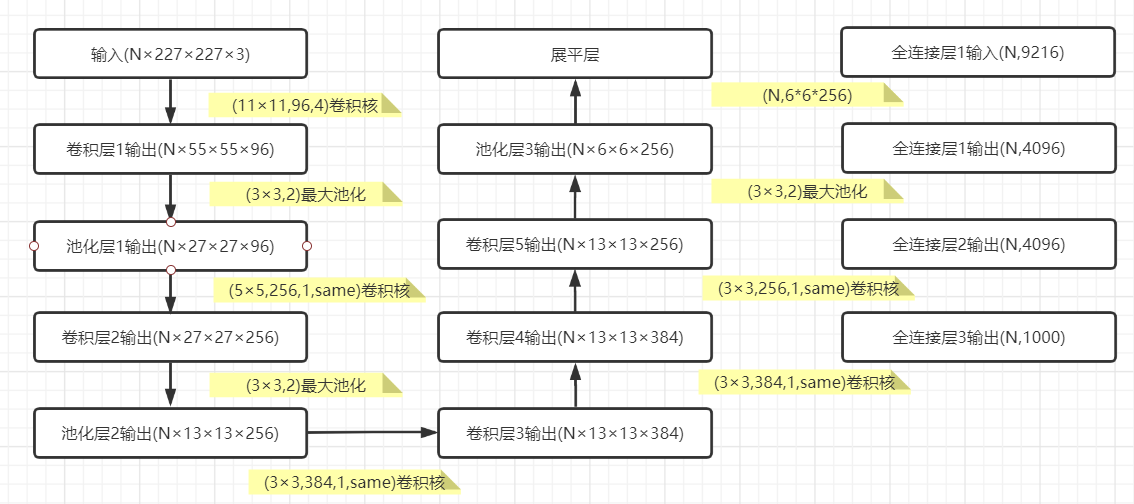 输入(N×227×227×3)
(11×11,96,4)卷积核
卷积层1输出(N×55×55×96)
(3×3,2)最大池化
池化层1输出(N×27×27×96)
(5×5,256,1,same)卷积核
卷积层2输出(N×27×27×256)
(3×3,2)最大池化
池化层2输出(N×13×13×256)
(3×3,384,1,same)卷积核
卷积层3输出(N×13×13×384)
(3×3,384,1,same)卷积核
卷积层4输出(N×13×13×384)
(3×3,256,1,same)卷积核
卷积层5输出(N×13×13×256)
(3×3,2)最大池化
池化层3输出(N×6×6×256)
(N,6*6*256)
展平层
全连接层1输入(N,9216)
全连接层1输出(N,4096)
全连接层2输出(N,4096)
全连接层3输出(N,1000)